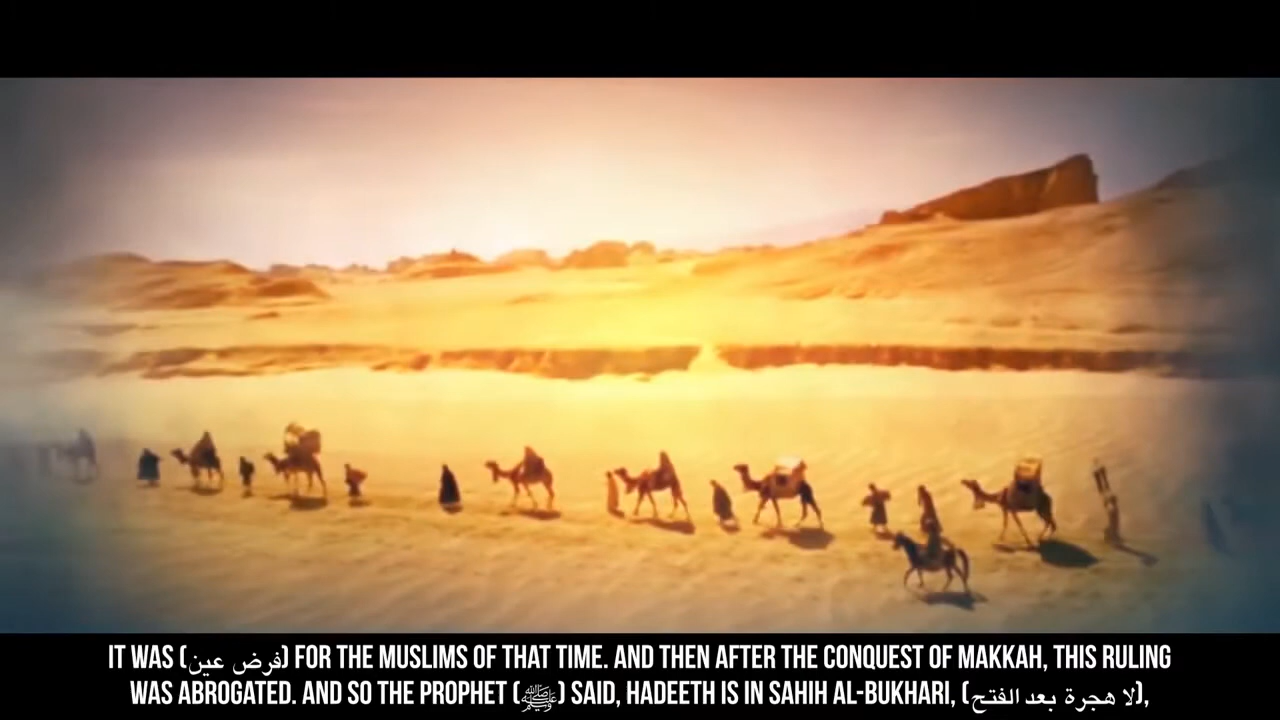 IT WAS (فرض عين) FOR THE MUSLIMS OF THAT TIME. AND THEN AFTER THE CONQUEST OF MAKKAH, THIS RULING
WAS ABROGATED. AND SO THE PROPHET (ﷺ) SAID, HADEETH IS IN SAHIH AL-BUKHARI, (لا هجرة بعد الفتح),